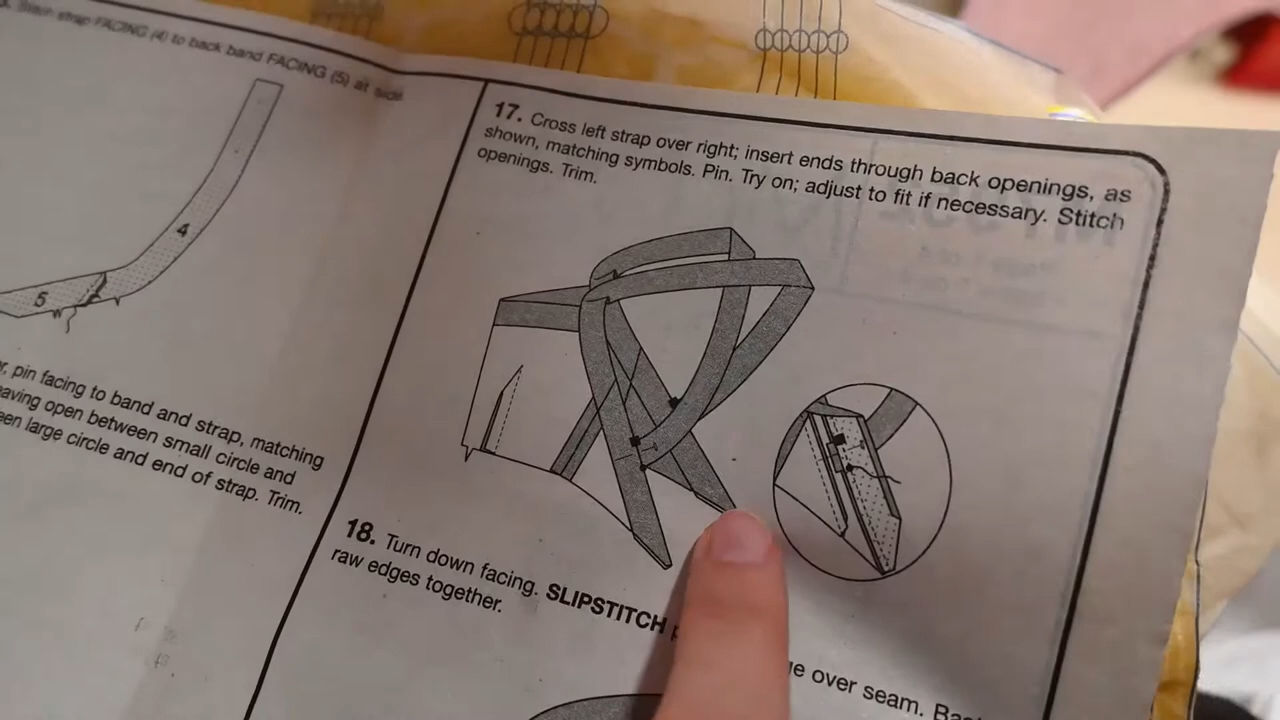 strap FACING (4) to back band FACING (5) at side
4
5
pin facing to band and strap, matching
aving open between small circle and
een large circle and end of strap. Trim.
17. Cross left strap over right; insert ends through back openings, as
shown, matching symbols. Pin. Try on; adjust to fit if necessary. Stitch
openings. Trim.
18. Turn down facing. SLIPSTITCH
raw edges together.
ge over seam.